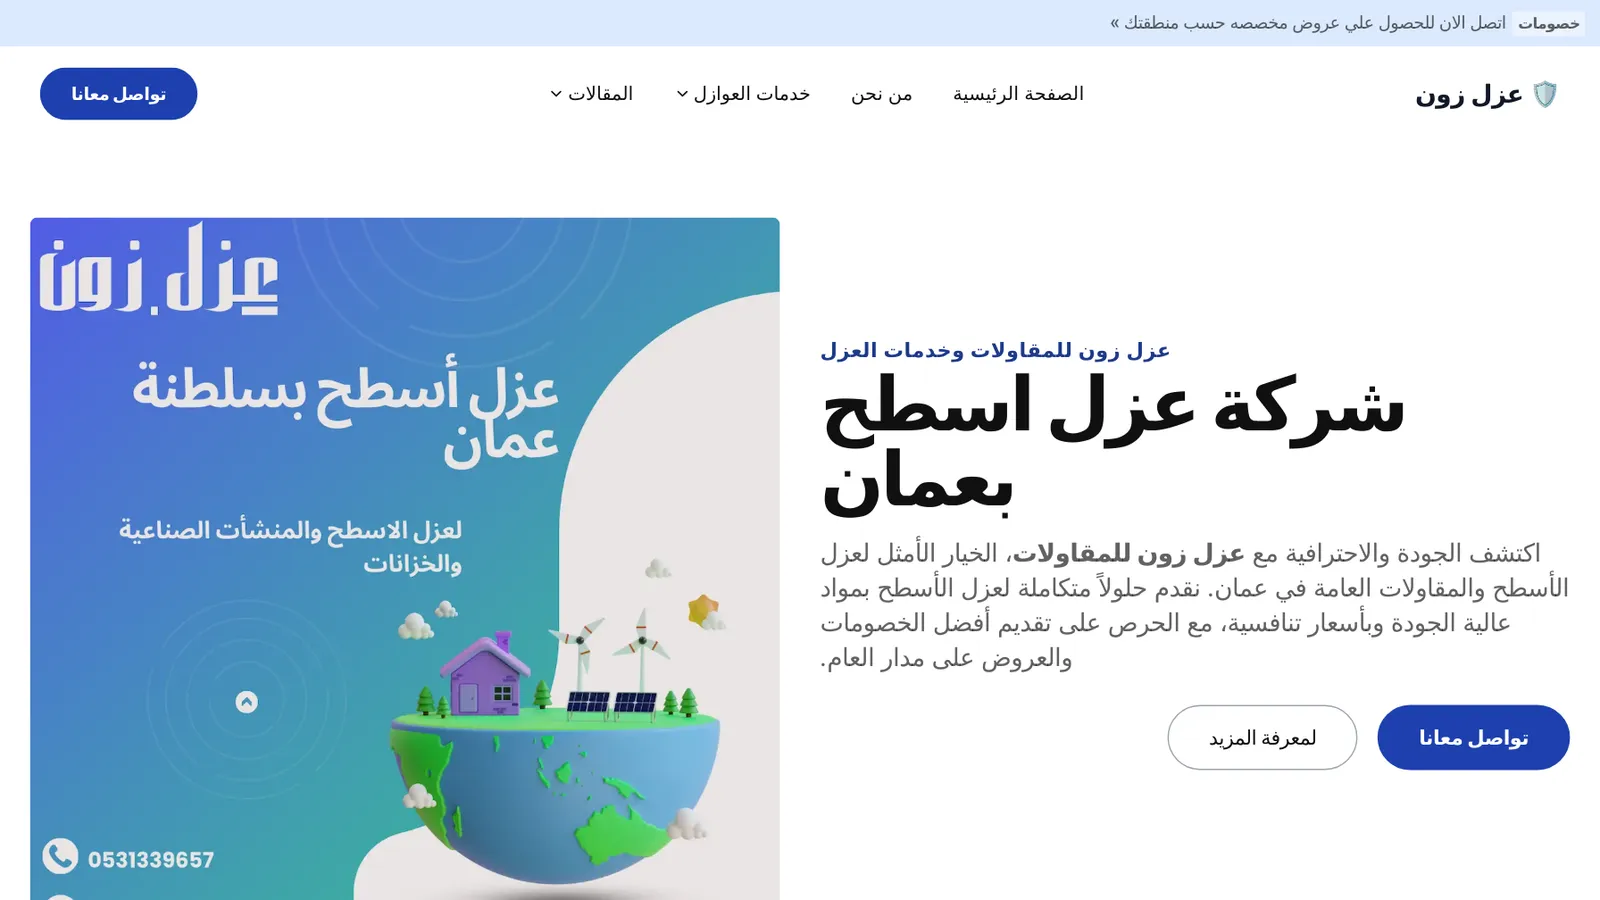 خصومات اتصل الان للحصول علي عروض مخصصه حسب منطقتك »
عزل زون
الصفحة الرئيسية
من نحن
خدمات العوازل
المقالات
تواصل معانا
عزل زون للمقاولات وخدمات العزل
شركة عزل اسطح
بعمان
اكتشف الجودة والاحترافية مع عزل زون للمقاولات، الخيار الأمثل لعزل
الأسطح والمقاولات العامة في عمان. نقدم حلولاً متكاملة لعزل الأسطح بمواد
عالية الجودة وبأسعار تنافسية، مع الحرص على تقديم أفضل الخصومات
والعروض على مدار العام.
تواصل معانا
لمعرفة المزيد
عزل زون
عزل أسطح بسلطنة
عمان
لعزل الاسطح والمنشأت الصناعية
والخزانات
0531339657